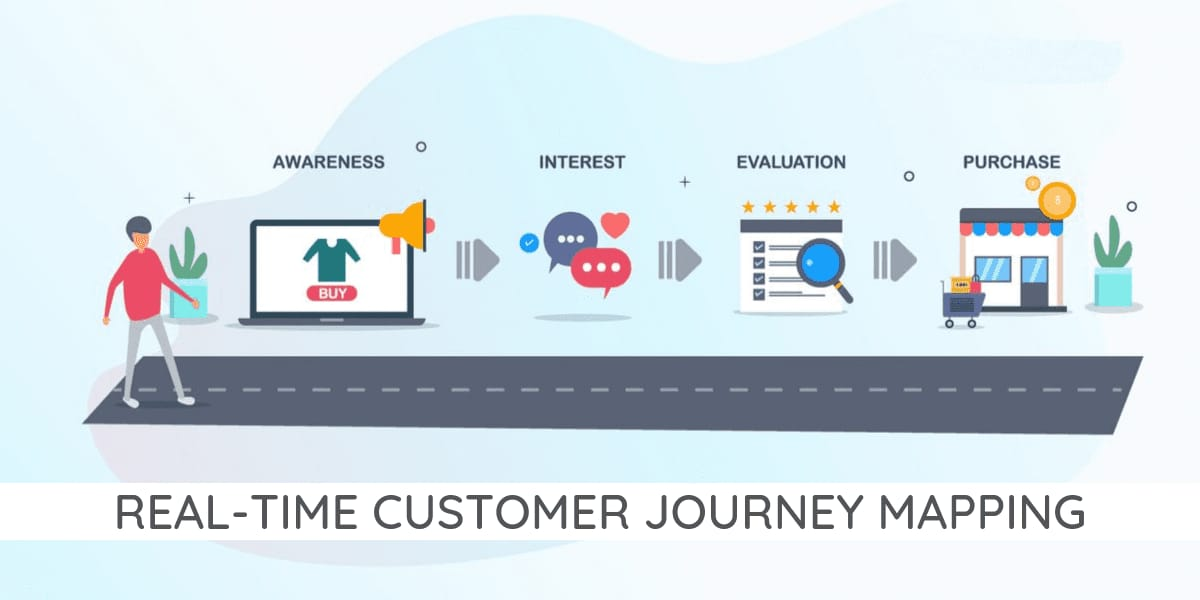 AWARENESS
INTEREST
EVALUATION
PURCHASE
BUY
REAL-TIME CUSTOMER JOURNEY MAPPING